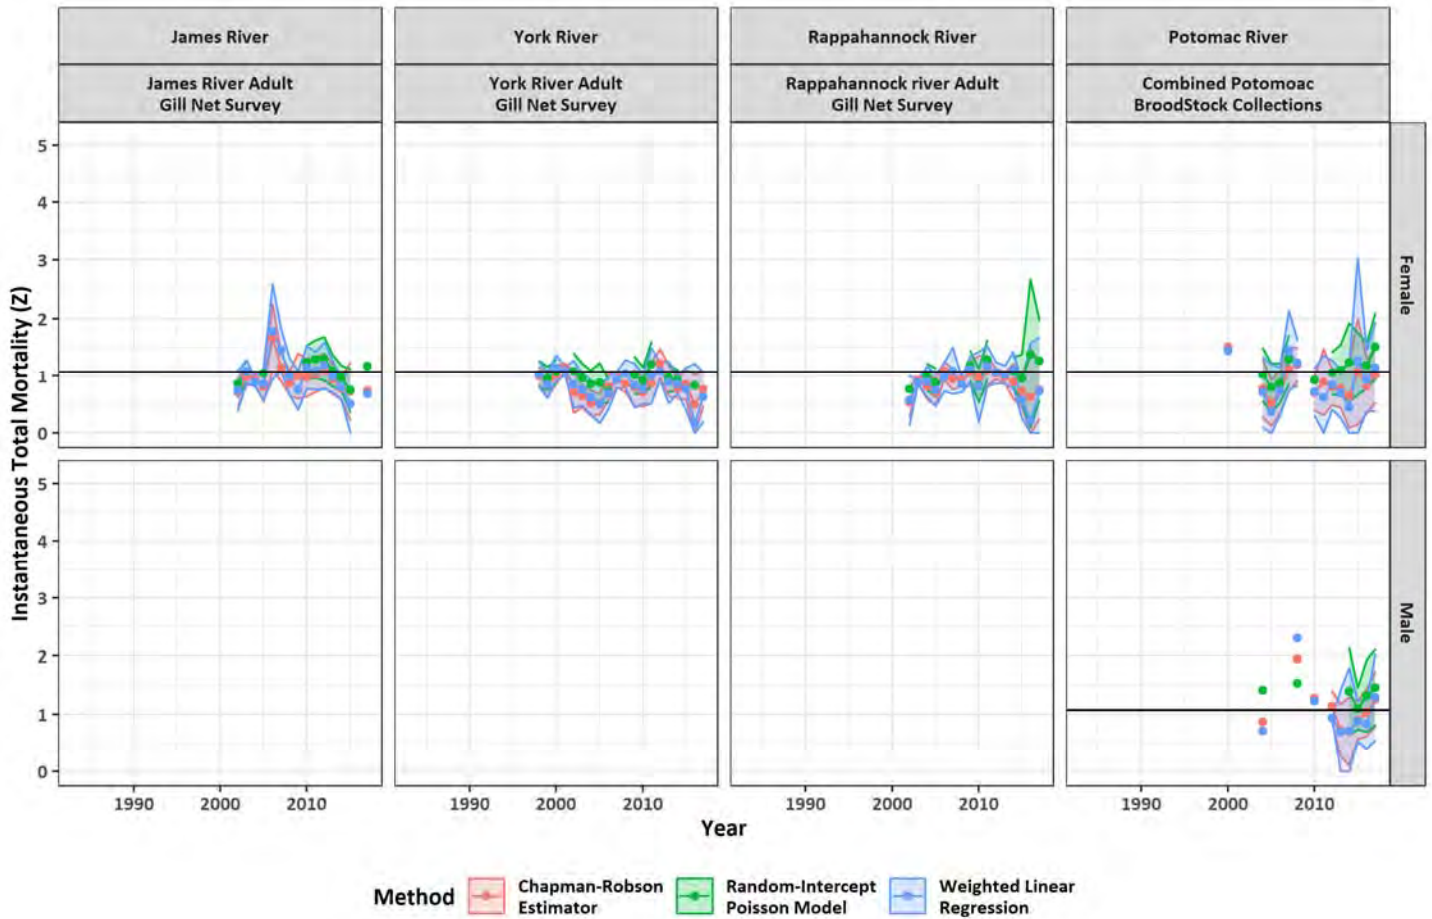 James River
York River
Rappahannock River
Potomac River
James River Adult
Gill Net Survey
York River Adult
Gill Net Survey
Rappahannock river Adult
Gill Net Survey
Combined Potomoac
BroodStock Collections
Instantaneous Total Mortality (Z)
5
4
3
2
1
0
Female
5
4
3
2
1
0
Male
1990 2000 2010
1990 2000 2010
1990 2000 2010
1990 2000 2010
Year
Method
Chapman-Robson
Estimator
Random-Intercept
Poisson Model
Weighted Linear
Regression